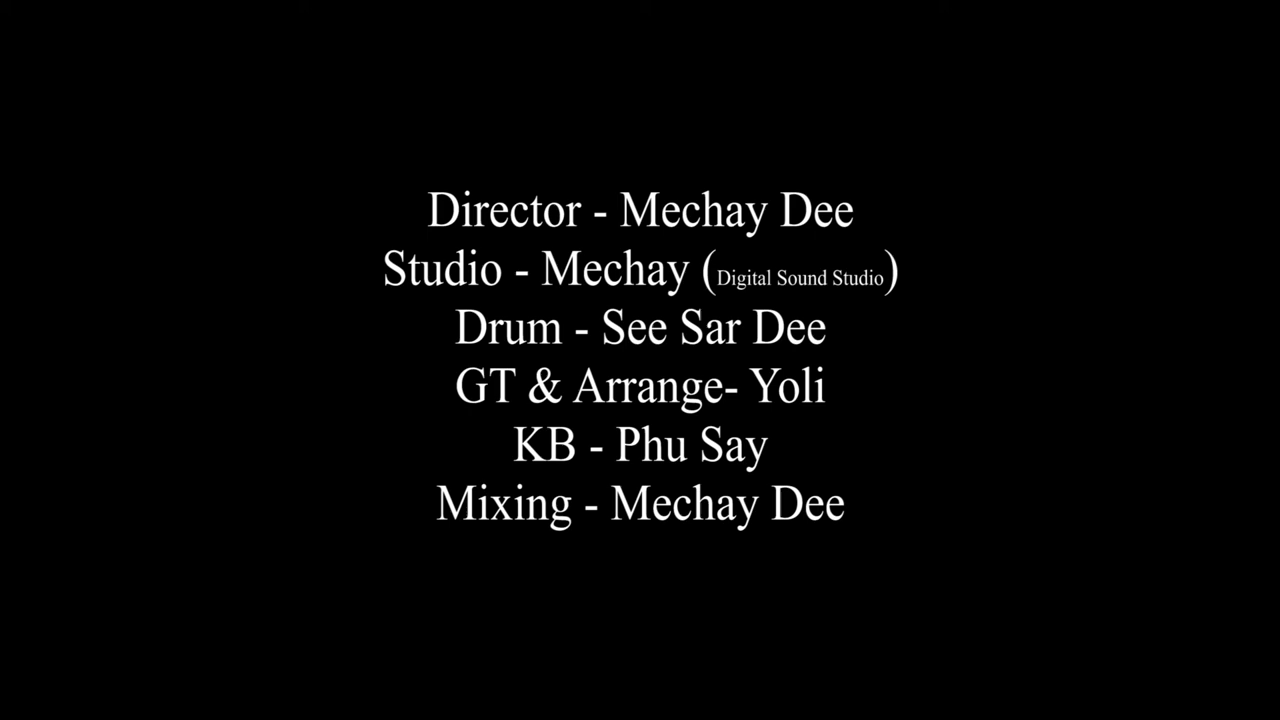 Director - Mechay Dee
Studio - Mechay (Digital Sound Studio)
Drum - See Sar Dee
GT & Arrange- Yoli
KB - Phu Say
Mixing - Mechay Dee